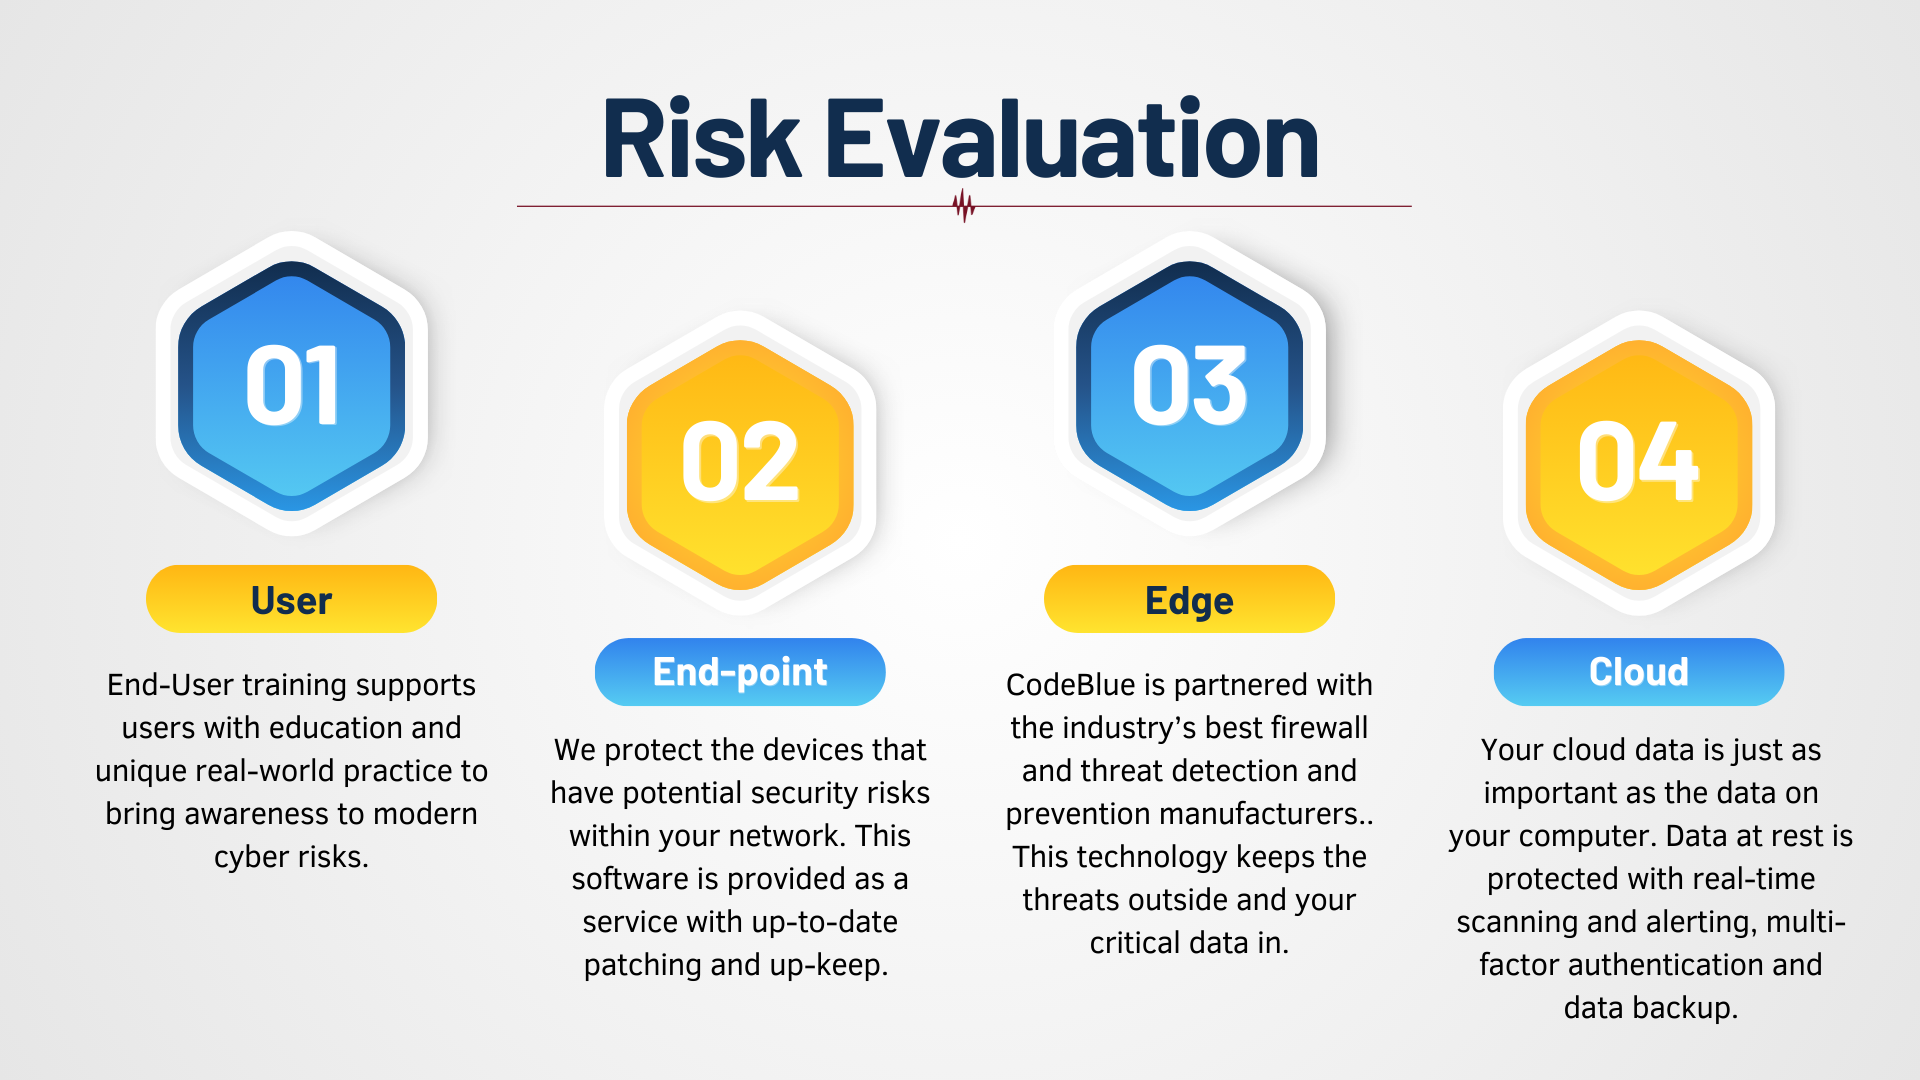 Risk Evaluation
01
User
End-User training supports
users with education and
unique real-world practice to
bring awareness to modern
cyber risks.
02
End-point
We protect the devices that
have potential security risks
within your network. This
software is provided as a
service with up-to-date
patching and up-keep.
03
Edge
CodeBlue is partnered with
the industry’s best firewall
and threat detection and
prevention manufacturers..
This technology keeps the
threats outside and your
critical data in.
04
Cloud
Your cloud data is just as
important as the data on
your computer. Data at rest is
protected with real-time
scanning and alerting, multi-
factor authentication and
data backup.